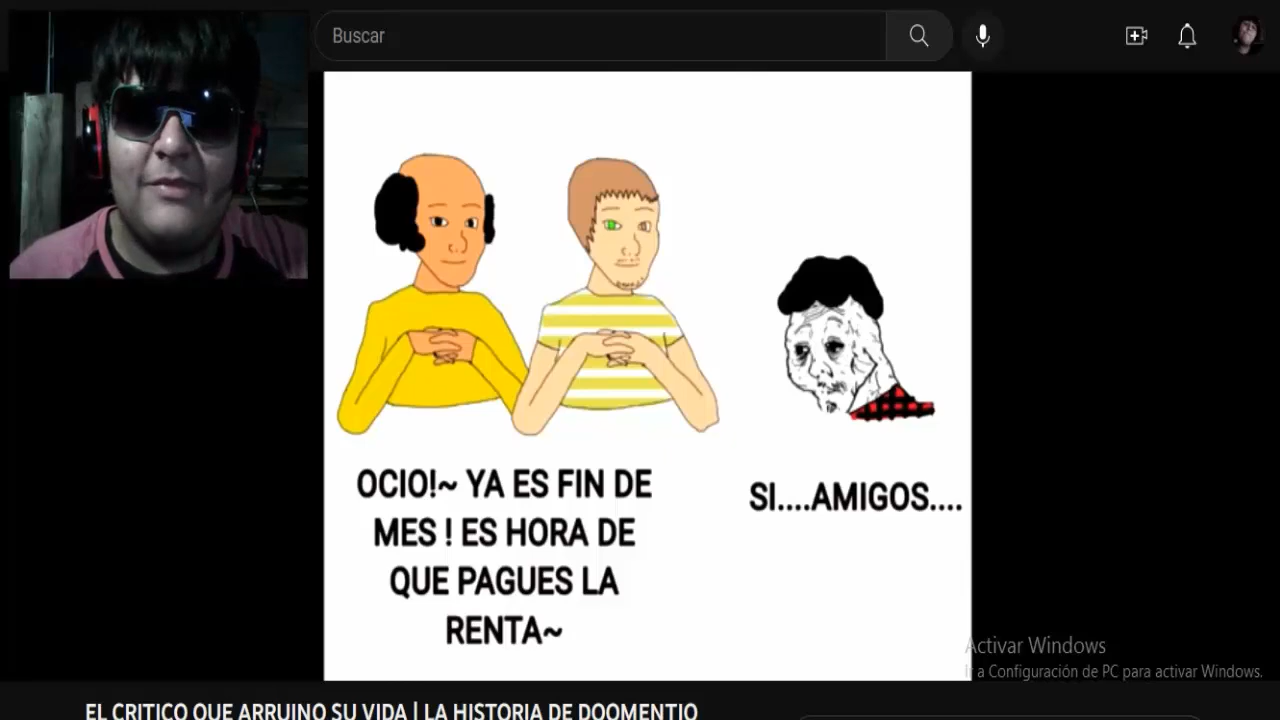 Buscar
OCIO!~ YA ES FIN DE
MES ! ES HORA DE
QUE PAGUES LA
RENTA~
SI....AMIGOS....
Activar Windows
Ir a Configuración de PC para activar Windows.
EL CRITICO QUE ARRUINO SU VIDA | LA HISTORIA DE DOOMENTIO